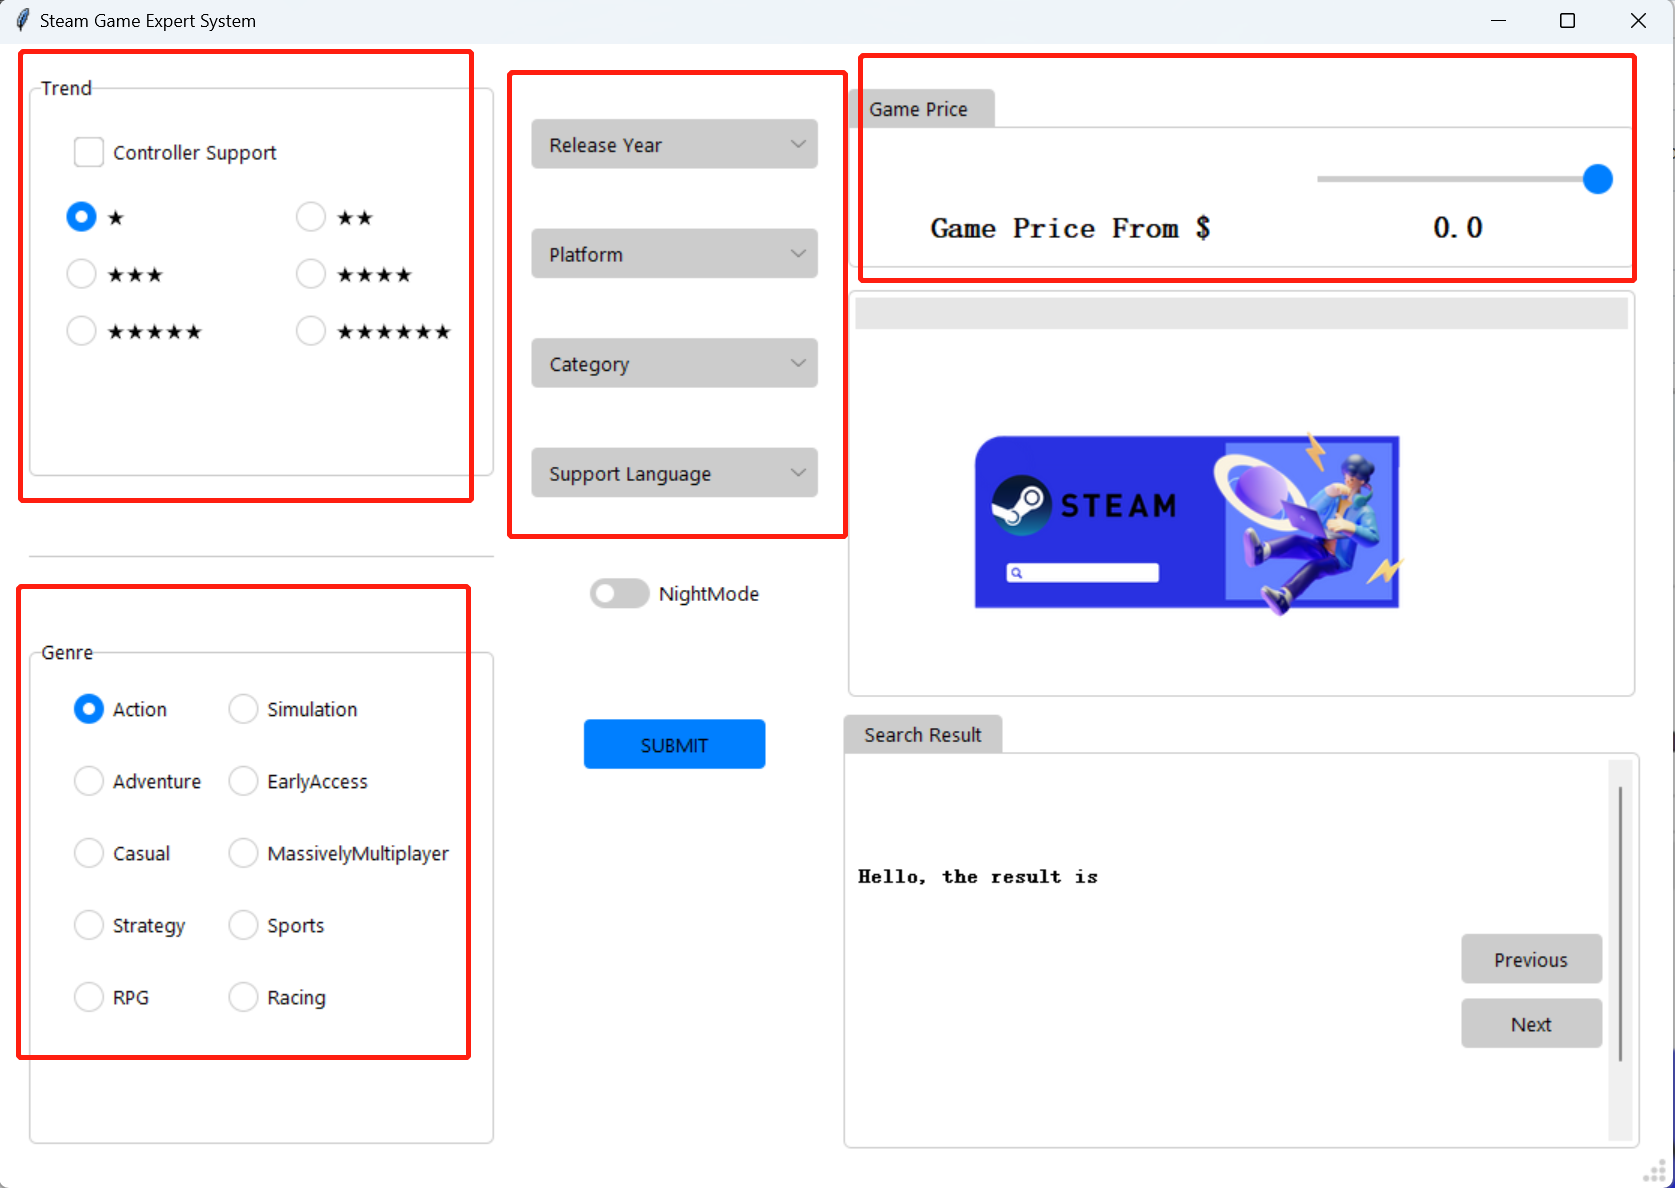 Steam Game Expert System
Trend
Controller Support
★ ★★
★★★ ★★★★
★★★★★ ★★★★★★
Genre
Action Simulation
Adventure EarlyAccess
Casual MassivelyMultiplayer
Strategy Sports
RPG Racing
Release Year
Platform
Category
Support Language
NightMode
SUBMIT
Game Price
Game Price From $ 0.0
STEAM
Search Result
Hello, the result is
Previous
Next